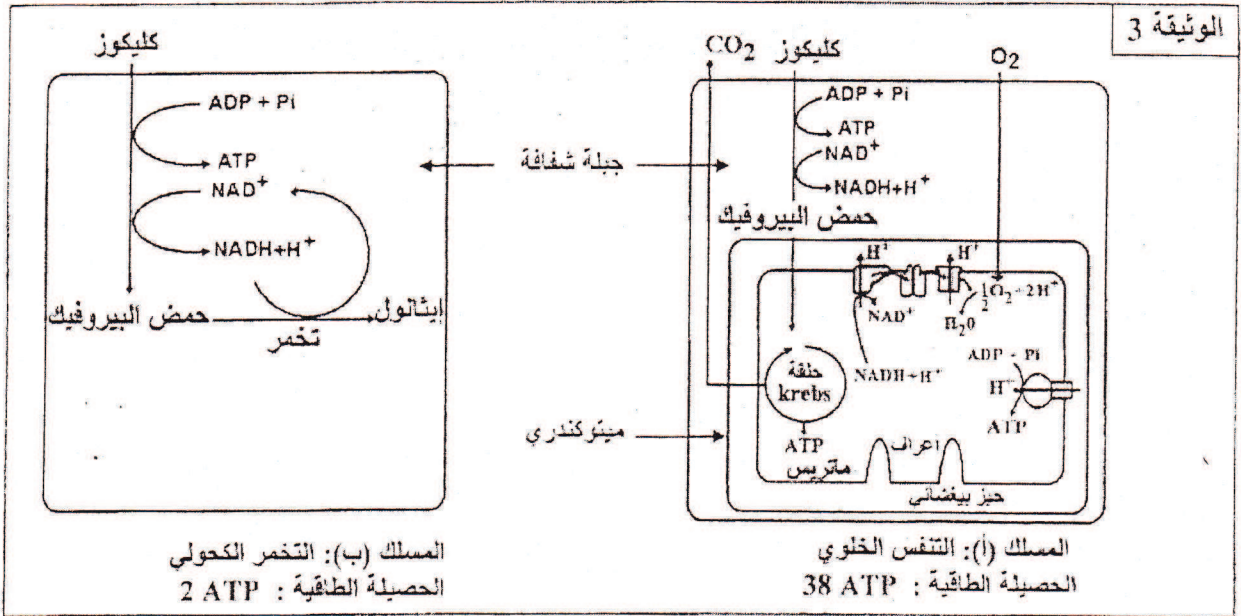 الوثيقة 3
كليكوز
ADP + Pi
ATP
NAD+
NADH+H+
حمض البيروفيك
تخمر
إيثانول
المسلك (ب): التخمر الكحولي
الحصيلة الطاقية : 2 ATP
جبلة شفافة
ميتوكندري
CO2
كليكوز
O2
ADP + Pi
ATP
NAD+
NADH+H+
حمض البيروفيك
H+
H+
NAD+
½O2+2H+
H2O
NADH+H+
حلقة
krebs
ATP
ماتريس
ADP + Pi
H+
ATP
أعراف
حيز بيغشائي
المسلك (أ): التنفس الخلوي
الحصيلة الطاقية : 38 ATP